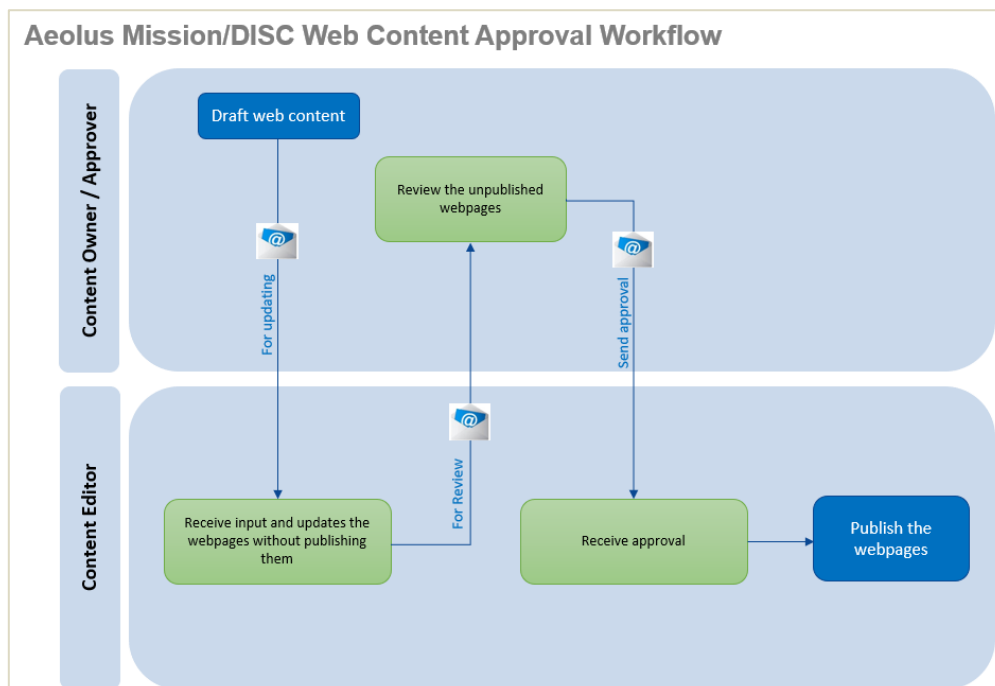 Aeolus Mission/DISC Web Content Approval Workflow
Content Owner / Approver
Draft web content
@
For updating
Review the unpublished
webpages
@
Send approval
@
For Review
Content Editor
Receive input and updates the
webpages without publishing
them
Receive approval
Publish the
webpages